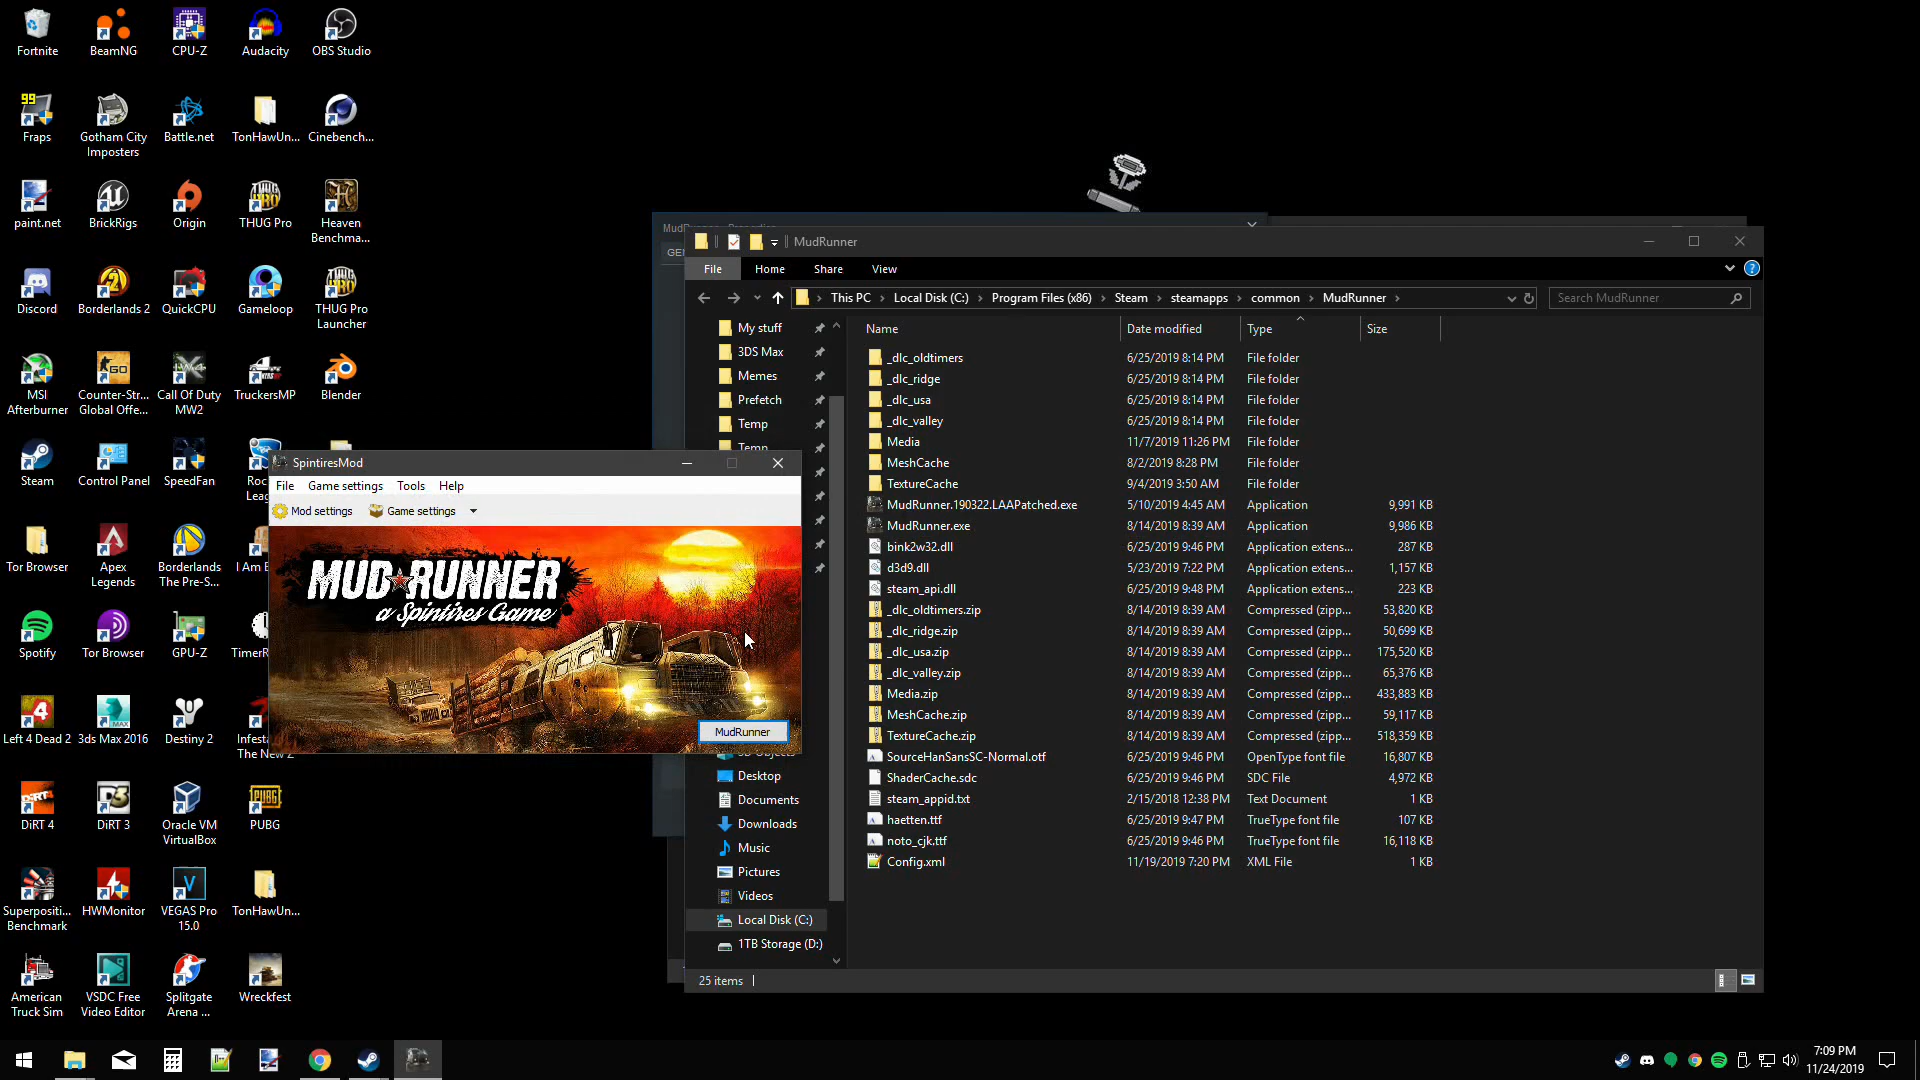 Fortnite
BeamNG
CPU-Z
Audacity
OBS Studio
99
Fraps
Gotham City
Imposters
Battle.net
TonHawUn...
Cinebench...
paint.net
BrickRigs
Origin
THUG Pro
Heaven
Benchma...
Discord
Borderlands 2
QuickCPU
Gameloop
THUG Pro
Launcher
MSI
Afterburner
Counter-Str...
Global Offe...
Call Of Duty
MW2
TruckersMP
Blender
Steam
Control Panel
SpeedFan
Tor Browser
Apex
Legends
Borderlands
The Pre-S...
Spotify
Tor Browser
GPU-Z
Left 4 Dead 2
3ds Max 2016
Destiny 2
DiRT 4
DiRT 3
Oracle VM
VirtualBox
PUBG
Superpositi...
Benchmark
HWMonitor
VEGAS Pro
15.0
TonHawUn...
American
Truck Sim
VSDC Free
Video Editor
Splitgate
Arena ...
Wreckfest
SpintiresMod
File Game settings Tools Help
Mod settings Game settings
MUD RUNNER
a Spintires Game
MudRunner
MudRunner
File Home Share View
This PC Local Disk (C:) Program Files (x86) Steam steamapps common MudRunner
Search MudRunner
My stuff
3DS Max
Memes
Prefetch
Temp
Temp
Desktop
Documents
Downloads
Music
Pictures
Videos
Local Disk (C:)
1TB Storage (D:)
Name Date modified Type Size
_dlc_oldtimers 6/25/2019 8:14 PM File folder
_dlc_ridge 6/25/2019 8:14 PM File folder
_dlc_usa 6/25/2019 8:14 PM File folder
_dlc_valley 6/25/2019 8:14 PM File folder
Media 11/7/2019 11:26 PM File folder
MeshCache 8/2/2019 8:28 PM File folder
TextureCache 9/4/2019 3:50 AM File folder
MudRunner.190322.LAAPatched.exe 5/10/2019 4:45 AM Application 9,991 KB
MudRunner.exe 8/14/2019 8:39 AM Application 9,986 KB
bink2w32.dll 6/25/2019 9:46 PM Application extens... 287 KB
d3d9.dll 5/23/2019 7:22 PM Application extens... 1,157 KB
steam_api.dll 6/25/2019 9:48 PM Application extens... 223 KB
_dlc_oldtimers.zip 8/14/2019 8:39 AM Compressed (zipp... 53,820 KB
_dlc_ridge.zip 8/14/2019 8:39 AM Compressed (zipp... 50,699 KB
_dlc_usa.zip 8/14/2019 8:39 AM Compressed (zipp... 175,520 KB
_dlc_valley.zip 8/14/2019 8:39 AM Compressed (zipp... 65,376 KB
Media.zip 8/14/2019 8:39 AM Compressed (zipp... 433,883 KB
MeshCache.zip 8/14/2019 8:39 AM Compressed (zipp... 59,117 KB
TextureCache.zip 8/14/2019 8:39 AM Compressed (zipp... 518,359 KB
SourceHanSansSC-Normal.otf 6/25/2019 9:46 PM OpenType font file 16,807 KB
ShaderCache.sdc 6/25/2019 9:46 PM SDC File 4,972 KB
steam_appid.txt 2/15/2018 12:38 PM Text Document 1 KB
haetten.ttf 6/25/2019 9:47 PM TrueType font file 107 KB
noto_cjk.ttf 6/25/2019 9:46 PM TrueType font file 16,118 KB
Config.xml 11/19/2019 7:20 PM XML File 1 KB
25 items
7:09 PM
11/24/2019